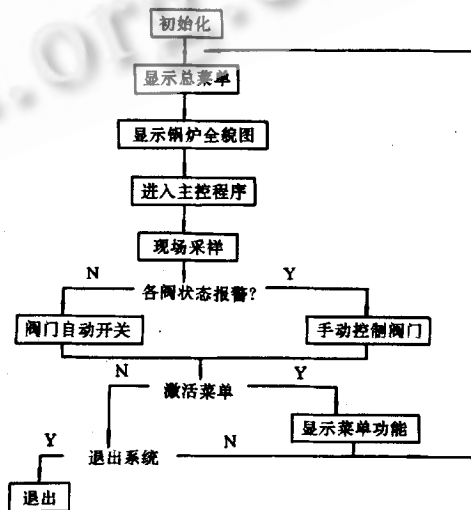 初始化
显示总菜单
显示锅炉全貌图
进入主控程序
现场采样
N
Y
各阀状态报警?
阀门自动开关
手动控制阀门
N
Y
激活菜单
显示菜单功能
Y
N
退出系统
退出